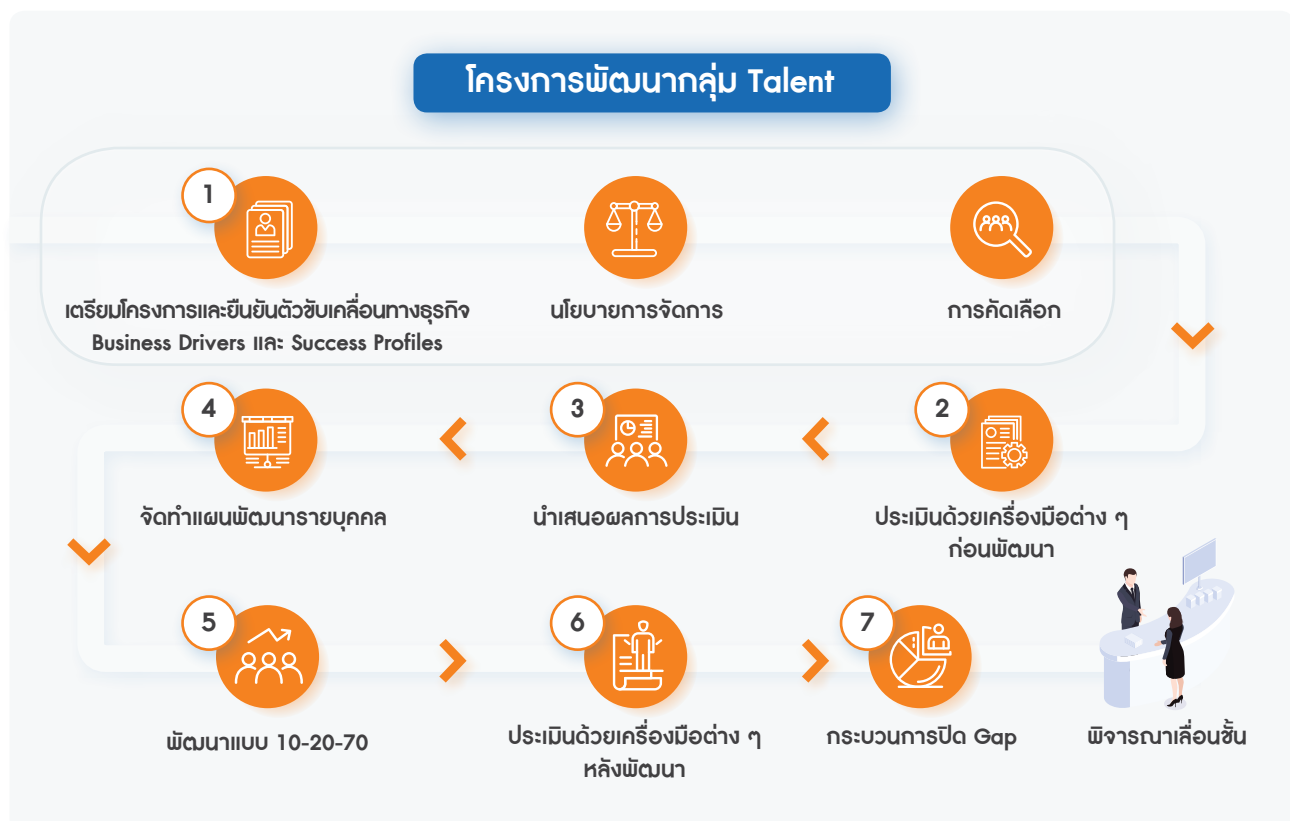 โครงการพัฒนากลุ่ม Talent
1
เตรียมโครงการและยืนยันตัวขับเคลื่อนทางธุรกิจ
Business Drivers และ Success Profiles
นโยบายการจัดการ
การคัดเลือก
2
ประเมินด้วยเครื่องมือต่าง ๆ
ก่อนพัฒนา
3
นำเสนอผลการประเมิน
4
จัดทำแผนพัฒนารายบุคคล
5
พัฒนาแบบ 10-20-70
6
ประเมินด้วยเครื่องมือต่าง ๆ
หลังพัฒนา
7
กระบวนการปิด Gap
พิจารณาเลื่อนชั้น